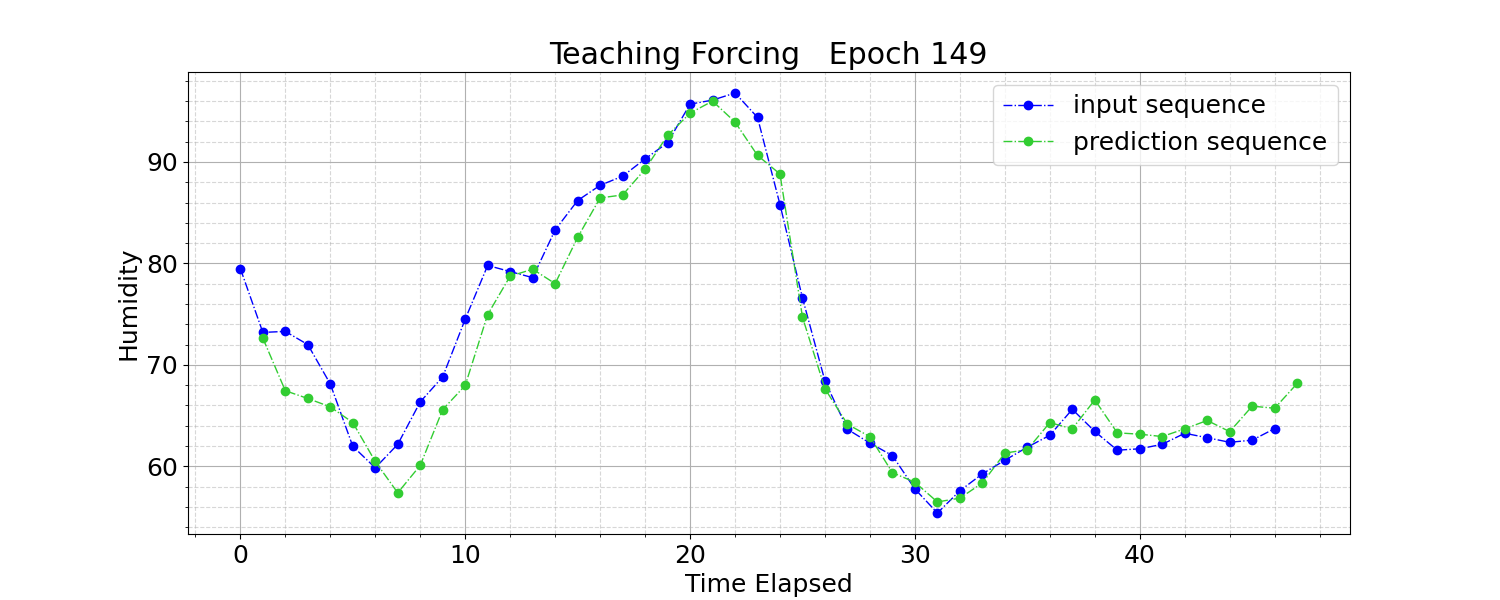 Teaching Forcing   Epoch 149
input sequence
prediction sequence
Humidity
90
80
70
60
0 10 20 30 40
Time Elapsed